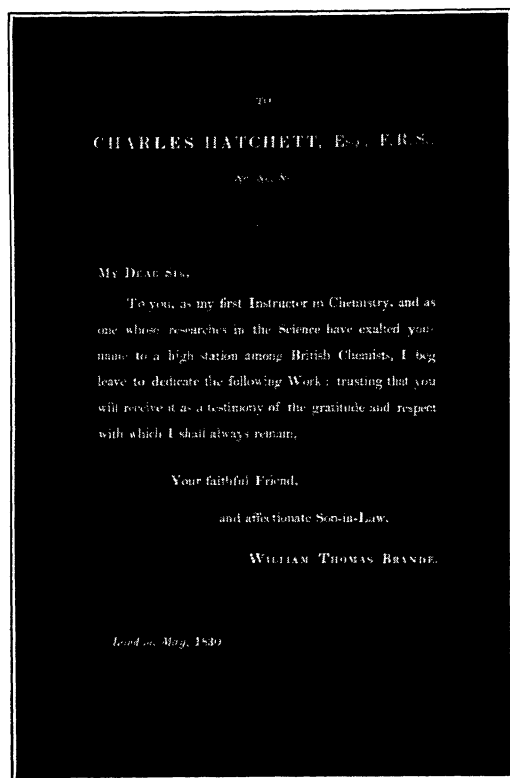 TO
CHARLES HATCHETT, Esq., F.R.S.,
&c. &c. &c.
My Dear Sir,
To you, as my first Instructor in Chemistry, and as
one whose researches in the Science have exalted your
name to a high station among British Chemists, I beg
leave to dedicate the following Work; trusting that you
will receive it as a testimony of the gratitude and respect
with which I shall always remain,
Your faithful Friend,
and affectionate Son-in-Law,
William Thomas Brande.
London, May, 1830